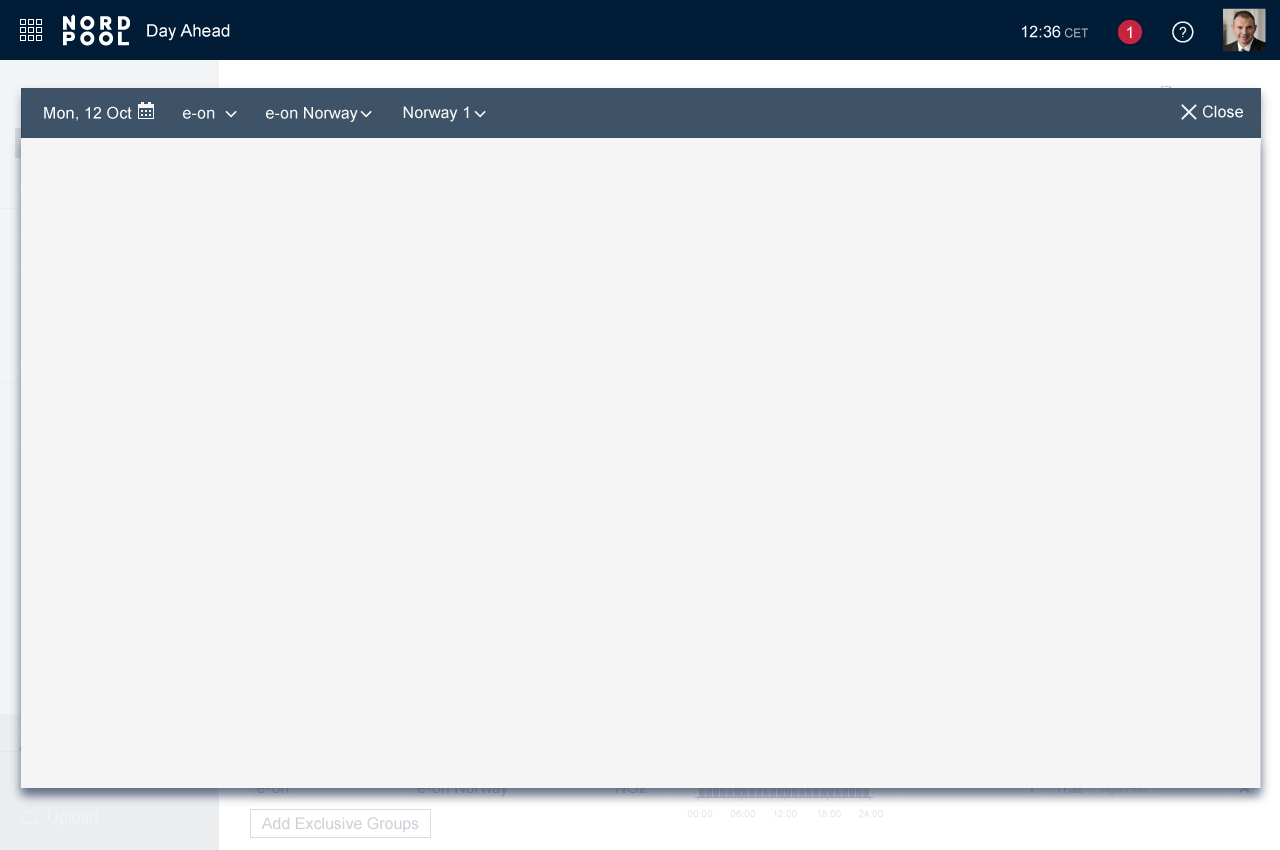 NORD
POOL
Day Ahead
12:36 CET
1
?
Mon, 12 Oct
e-on
e-on Norway
Norway 1
Close
e-on
e-on Norway
NO2
00:00 06:00 12:00 18:00 24:00
Upload
Add Exclusive Groups